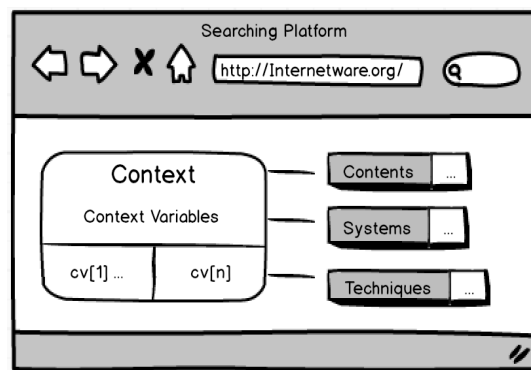 Searching Platform
http://Internetware.org/
Context
Context Variables
cv[1] ...
cv[n]
Contents ...
Systems ...
Techniques ...